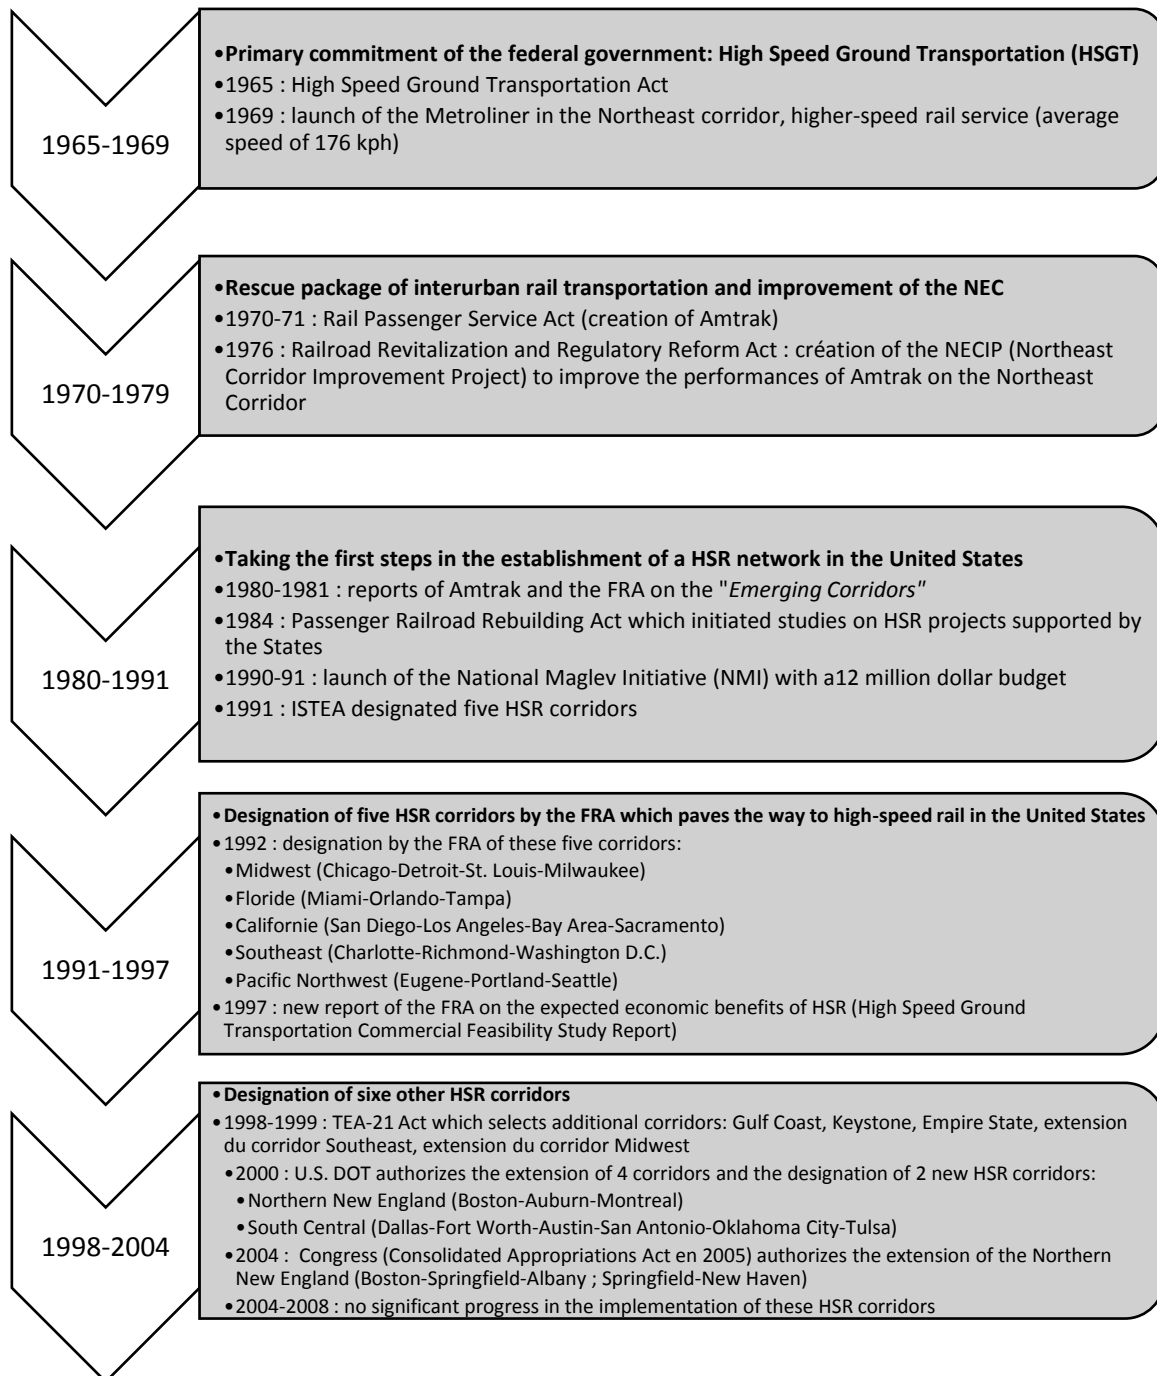 1965-1969
•Primary commitment of the federal government: High Speed Ground Transportation (HSGT)
•1965 : High Speed Ground Transportation Act
•1969 : launch of the Metroliner in the Northeast corridor, higher-speed rail service (average
speed of 176 kph)
1970-1979
•Rescue package of interurban rail transportation and improvement of the NEC
•1970-71 : Rail Passenger Service Act (creation of Amtrak)
•1976 : Railroad Revitalization and Regulatory Reform Act : création of the NECIP (Northeast
Corridor Improvement Project) to improve the performances of Amtrak on the Northeast
Corridor
1980-1991
•Taking the first steps in the establishment of a HSR network in the United States
•1980-1981 : reports of Amtrak and the FRA on the "Emerging Corridors"
•1984 : Passenger Railroad Rebuilding Act which initiated studies on HSR projects supported by
the States
•1990-91 : launch of the National Maglev Initiative (NMI) with a12 million dollar budget
•1991 : ISTEA designated five HSR corridors
1991-1997
•Designation of five HSR corridors by the FRA which paves the way to high-speed rail in the United States
•1992 : designation by the FRA of these five corridors:
•Midwest (Chicago-Detroit-St. Louis-Milwaukee)
•Floride (Miami-Orlando-Tampa)
•Californie (San Diego-Los Angeles-Bay Area-Sacramento)
•Southeast (Charlotte-Richmond-Washington D.C.)
•Pacific Northwest (Eugene-Portland-Seattle)
•1997 : new report of the FRA on the expected economic benefits of HSR (High Speed Ground
Transportation Commercial Feasibility Study Report)
1998-2004
•Designation of sixe other HSR corridors
•1998-1999 : TEA-21 Act which selects additional corridors: Gulf Coast, Keystone, Empire State, extension
du corridor Southeast, extension du corridor Midwest
•2000 : U.S. DOT authorizes the extension of 4 corridors and the designation of 2 new HSR corridors:
•Northern New England (Boston-Auburn-Montreal)
•South Central (Dallas-Fort Worth-Austin-San Antonio-Oklahoma City-Tulsa)
•2004 : Congress (Consolidated Appropriations Act en 2005) authorizes the extension of the Northern
New England (Boston-Springfield-Albany ; Springfield-New Haven)
•2004-2008 : no significant progress in the implementation of these HSR corridors